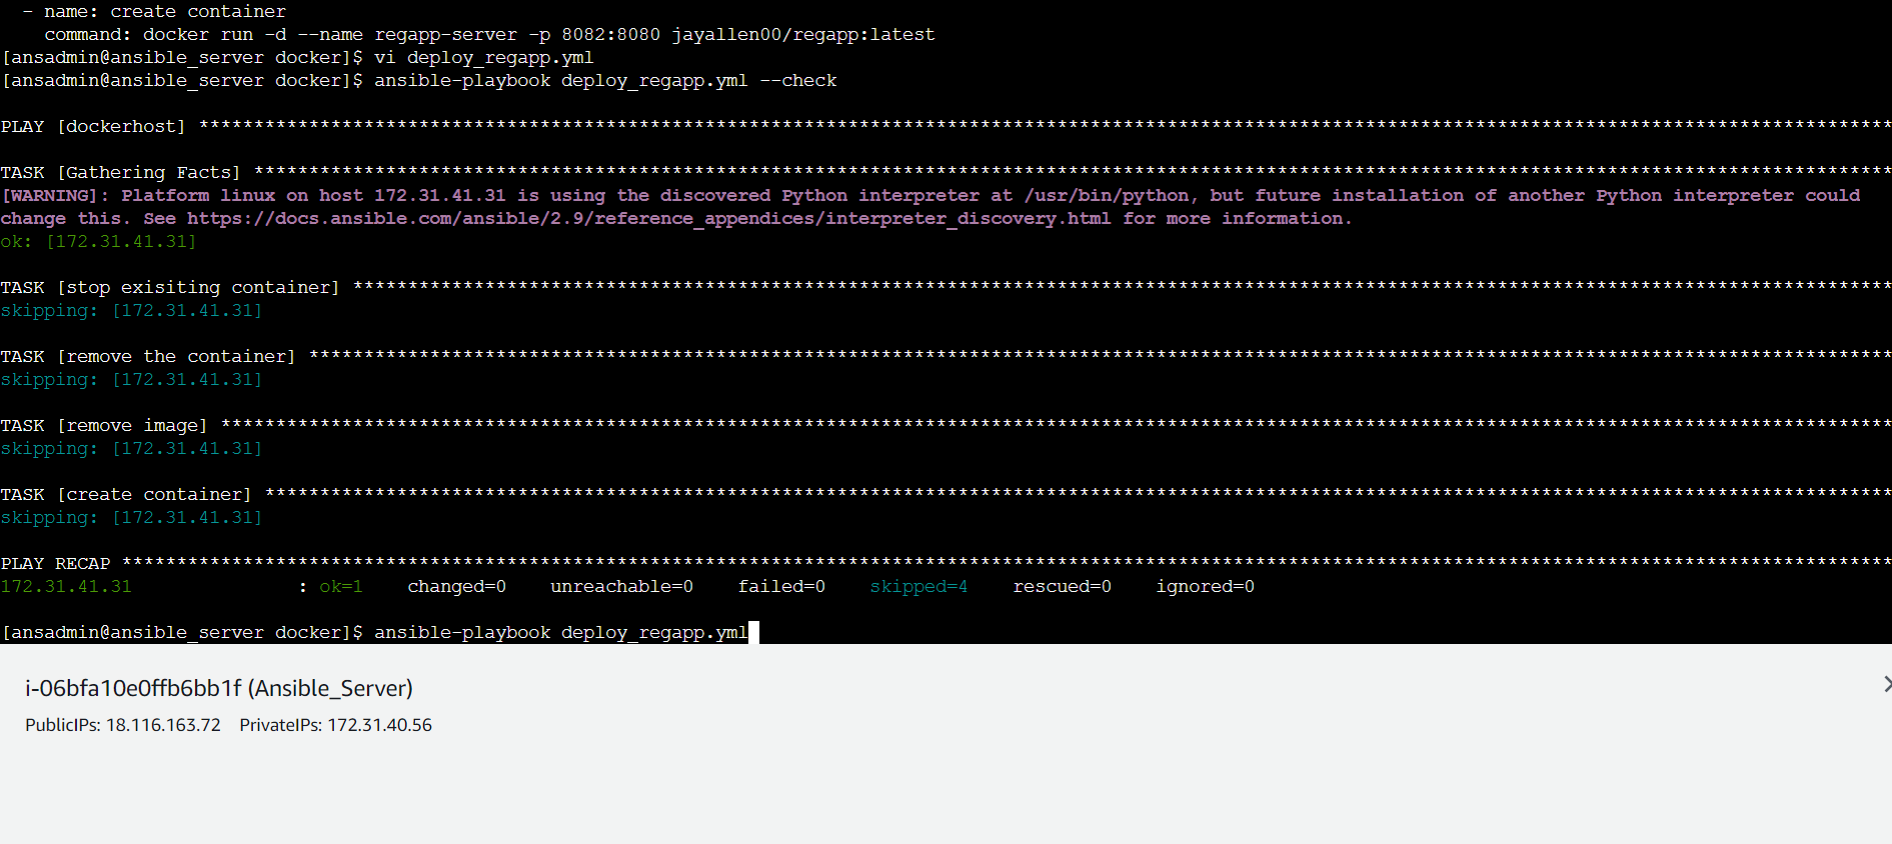 - name: create container
    command: docker run -d --name regapp-server -p 8082:8080 jayallen00/regapp:latest
[ansadmin@ansible_server docker]$ vi deploy_regapp.yml
[ansadmin@ansible_server docker]$ ansible-playbook deploy_regapp.yml --check
PLAY [dockerhost] *********************************************************************************************************************************************************
TASK [Gathering Facts] ****************************************************************************************************************************************************
[WARNING]: Platform linux on host 172.31.41.31 is using the discovered Python interpreter at /usr/bin/python, but future installation of another Python interpreter could
change this. See https://docs.ansible.com/ansible/2.9/reference_appendices/interpreter_discovery.html for more information.
ok: [172.31.41.31]
TASK [stop exisiting container] *******************************************************************************************************************************************
skipping: [172.31.41.31]
TASK [remove the container] ***********************************************************************************************************************************************
skipping: [172.31.41.31]
TASK [remove image] *******************************************************************************************************************************************************
skipping: [172.31.41.31]
TASK [create container] ***************************************************************************************************************************************************
skipping: [172.31.41.31]
PLAY RECAP ****************************************************************************************************************************************************************
172.31.41.31               : ok=1    changed=0    unreachable=0    failed=0    skipped=4    rescued=0    ignored=0
[ansadmin@ansible_server docker]$ ansible-playbook deploy_regapp.yml
i-06bfa10e0ffb6bb1f (Ansible_Server)
PublicIPs: 18.116.163.72    PrivateIPs: 172.31.40.56